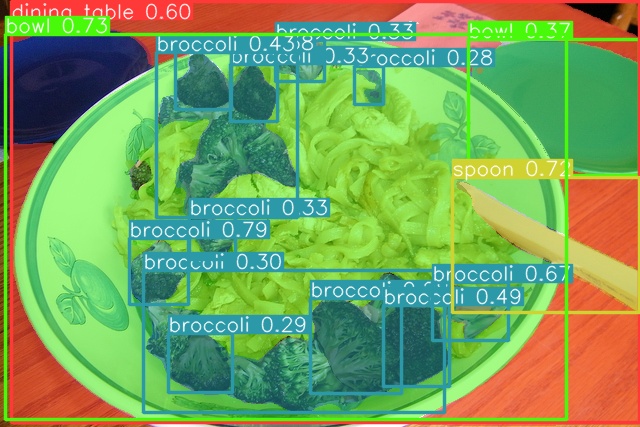 dining table 0.60
bowl 0.73
bowl 0.37
broccoli 0.33
broccoli 0.43
broccoli 0.33
broccoli 0.28
spoon 0.72
broccoli 0.33
broccoli 0.79
broccoli 0.30
broccoli 0.67
broccoli 0.49
broccoli 0.29